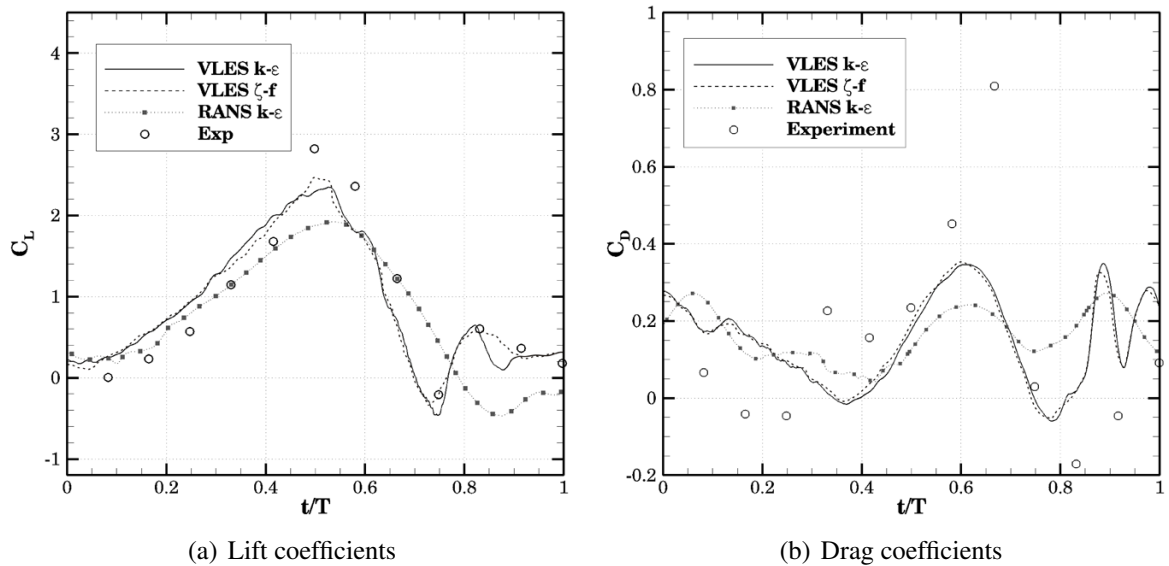 4
3
2
1
0
-1
C_L
0
0.2
0.4
0.6
0.8
1
t/T
VLES k-ε
VLES ζ-f
RANS k-ε
Exp
(a) Lift coefficients
1
0.8
0.6
0.4
0.2
0
-0.2
C_D
0
0.2
0.4
0.6
0.8
1
t/T
VLES k-ε
VLES ζ-f
RANS k-ε
Experiment
(b) Drag coefficients